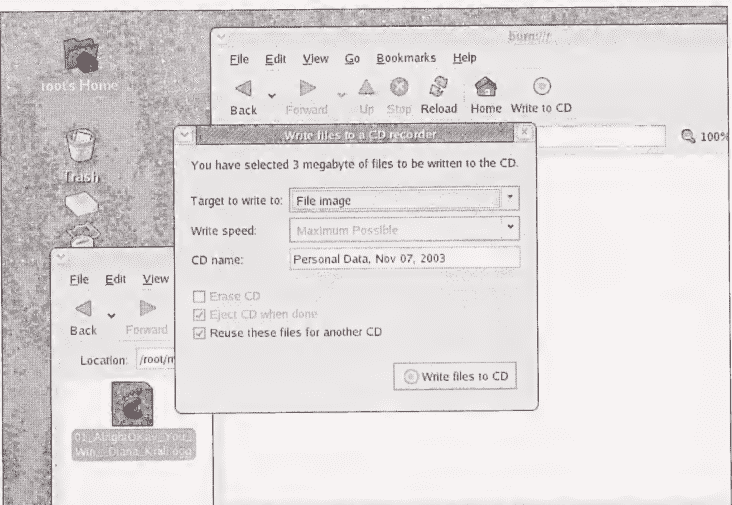 burn:///
File Edit View Go Bookmarks Help
root's Home
Back Forward Up Stop Reload Home Write to CD
Write files to a CD recorder
100%
You have selected 3 megabyte of files to be written to the CD.
Trash
Target to write to: File image
Write speed: Maximum Possible
CD name: Personal Data, Nov 07, 2003
File Edit View
Erase CD
Eject CD when done
Back Forward
Reuse these files for another CD
Location: /root/m
Write files to CD
01_AlrightOkay_You_
Win_ Diana_Krall.ogg